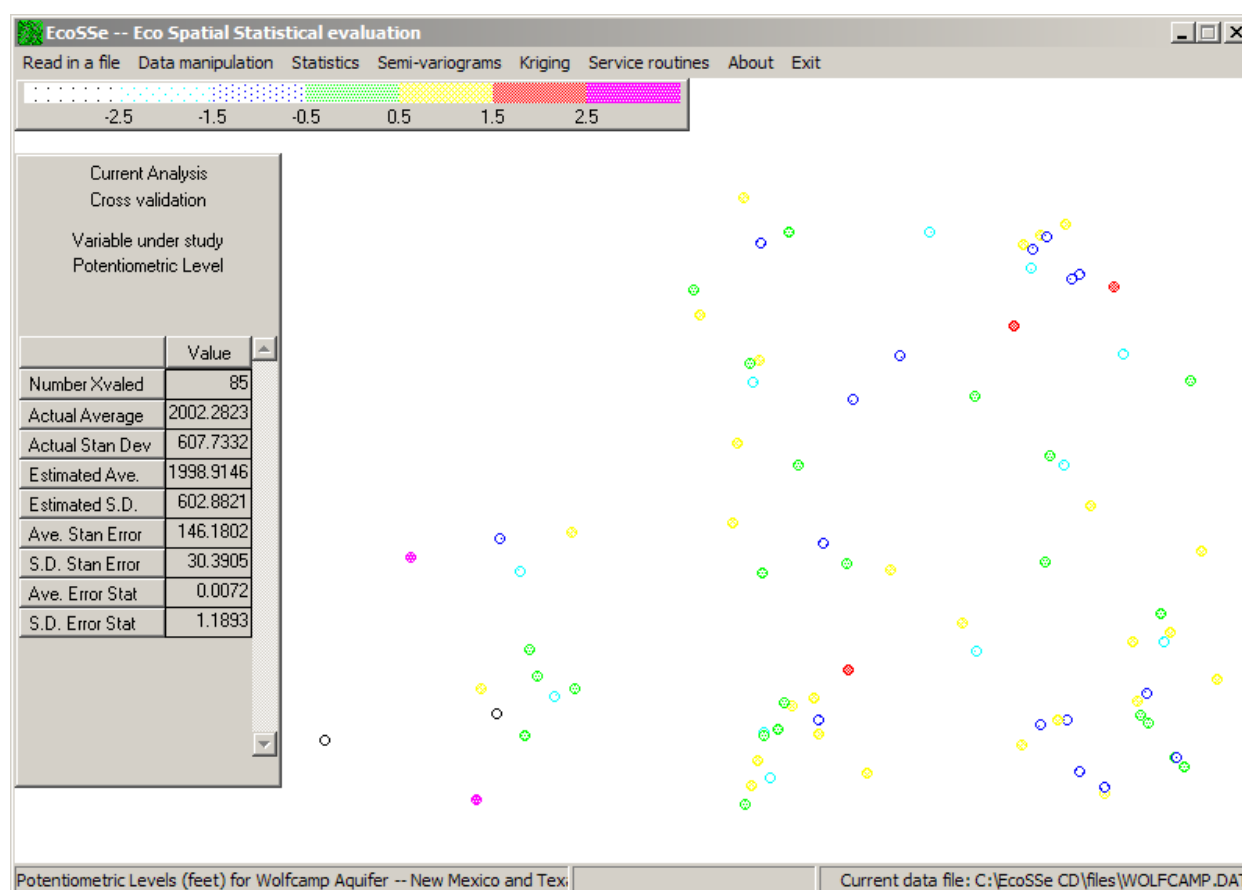 EcoSSe -- Eco Spatial Statistical evaluation
Read in a file Data manipulation Statistics Semi-variograms Kriging Service routines About Exit
-2.5 -1.5 -0.5 0.5 1.5 2.5
Current Analysis
Cross validation
Variable under study
Potentiometric Level
Value
Number Xvaled 85
Actual Average 2002.2823
Actual Stan Dev 607.7332
Estimated Ave. 1998.9146
Estimated S.D. 602.8821
Ave. Stan Error 146.1802
S.D. Stan Error 30.3905
Ave. Error Stat 0.0072
S.D. Error Stat 1.1893
Potentiometric Levels (feet) for Wolfcamp Aquifer -- New Mexico and Tex
Current data file: C:\EcoSSe CD\files\WOLFCAMP.DAT